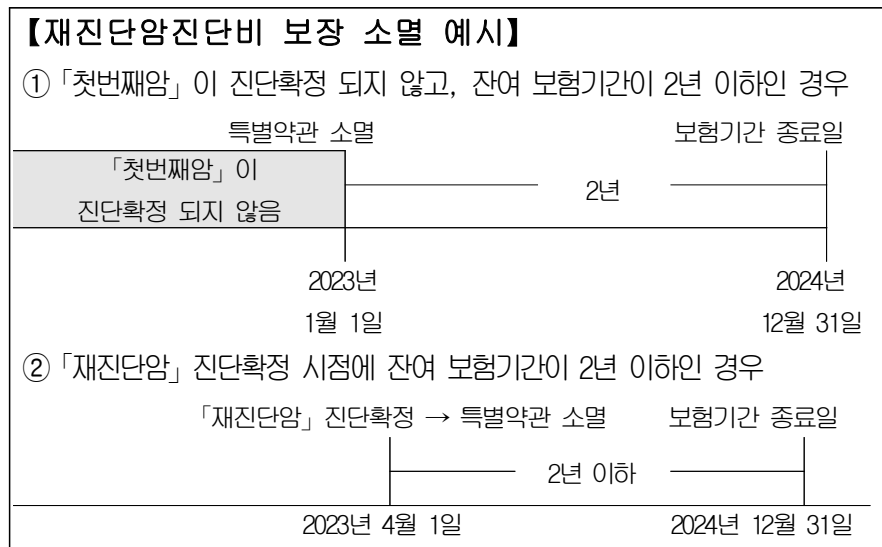 【재진단암진단비 보장 소멸 예시】
①「첫번째암」이 진단확정 되지 않고, 잔여 보험기간이 2년 이하인 경우
특별약관 소멸 보험기간 종료일
「첫번째암」이
진단확정 되지 않음
2년
2023년 2024년
1월 1일 12월 31일
②「재진단암」진단확정 시점에 잔여 보험기간이 2년 이하인 경우
「재진단암」진단확정 → 특별약관 소멸 보험기간 종료일
2년 이하
2023년 4월 1일 2024년 12월 31일